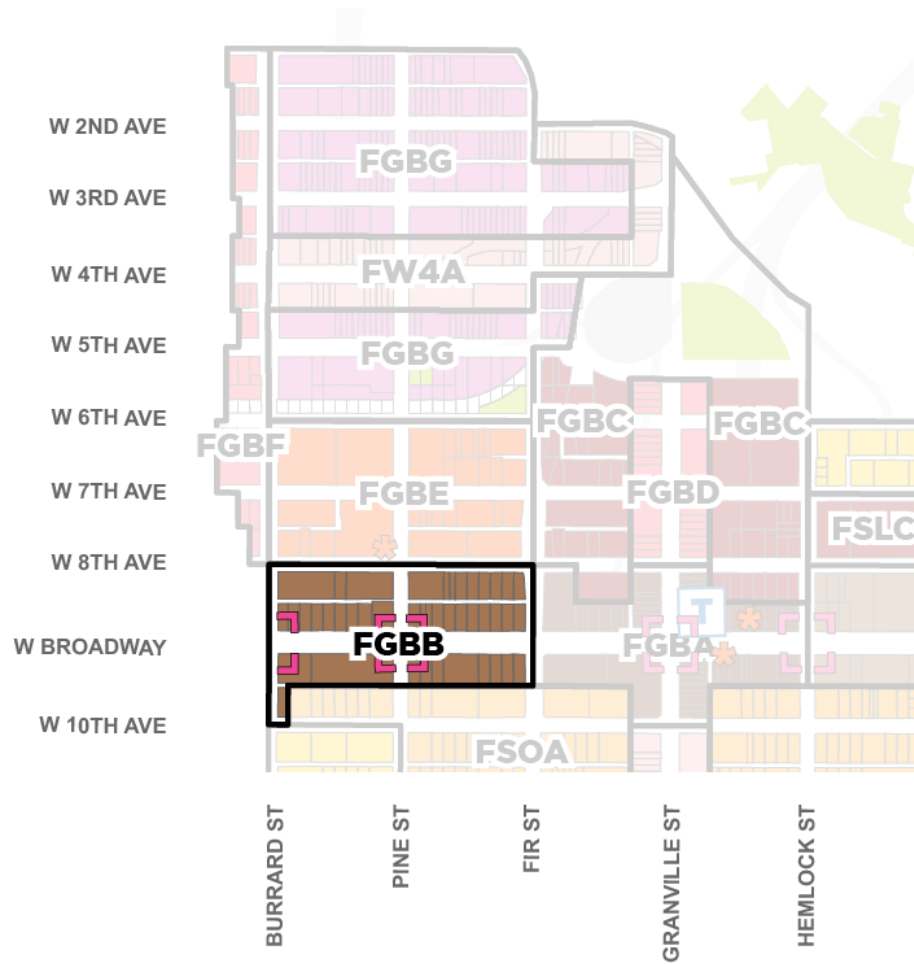 W 2ND AVE
FGBG
W 3RD AVE
W 4TH AVE
FW4A
W 5TH AVE
FGBG
W 6TH AVE
FGBC
FGBC
FGBF
W 7TH AVE
FGBE
FGBD
FSLC
W 8TH AVE
T
W BROADWAY
FGBB
FGBA
W 10TH AVE
FSOA
BURRARD ST
PINE ST
FIR ST
GRANVILLE ST
HEMLOCK ST